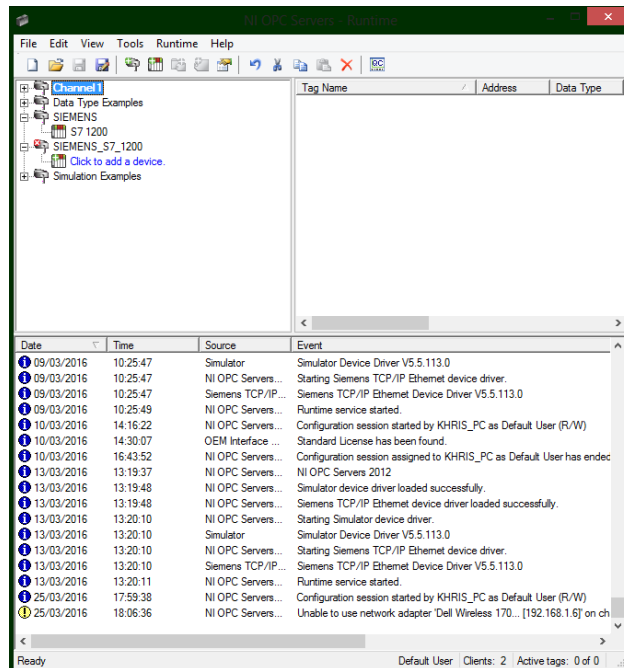 NI OPC Servers - Runtime
File Edit View Tools Runtime Help
Channel1
Data Type Examples
SIEMENS
S7 1200
SIEMENS_S7_1200
Click to add a device.
Simulation Examples
Tag Name Address Data Type
Date Time Source Event
09/03/2016 10:25:47 Simulator Simulator Device Driver V5.5.113.0
09/03/2016 10:25:47 NI OPC Servers... Starting Siemens TCP/IP Ethernet device driver.
09/03/2016 10:25:47 Siemens TCP/IP... Siemens TCP/IP Ethernet Device Driver V5.5.113.0
09/03/2016 10:25:49 NI OPC Servers... Runtime service started.
10/03/2016 14:16:22 NI OPC Servers... Configuration session started by KHRIS_PC as Default User (R/W)
10/03/2016 14:30:07 OEM Interface ... Standard License has been found.
10/03/2016 16:43:52 NI OPC Servers... Configuration session assigned to KHRIS_PC as Default User has ended
13/03/2016 13:19:37 NI OPC Servers... NI OPC Servers 2012
13/03/2016 13:19:48 NI OPC Servers... Simulator device driver loaded successfully.
13/03/2016 13:19:48 NI OPC Servers... Siemens TCP/IP Ethernet device driver loaded successfully.
13/03/2016 13:20:10 NI OPC Servers... Starting Simulator device driver.
13/03/2016 13:20:10 Simulator Simulator Device Driver V5.5.113.0
13/03/2016 13:20:10 NI OPC Servers... Starting Siemens TCP/IP Ethernet device driver.
13/03/2016 13:20:10 Siemens TCP/IP... Siemens TCP/IP Ethernet Device Driver V5.5.113.0
13/03/2016 13:20:11 NI OPC Servers... Runtime service started.
25/03/2016 17:59:38 NI OPC Servers... Configuration session started by KHRIS_PC as Default User (R/W)
25/03/2016 18:06:36 NI OPC Servers... Unable to use network adapter 'Dell Wireless 170... [192.168.1.6]' on ch
Ready Default User Clients: 2 Active tags: 0 of 0